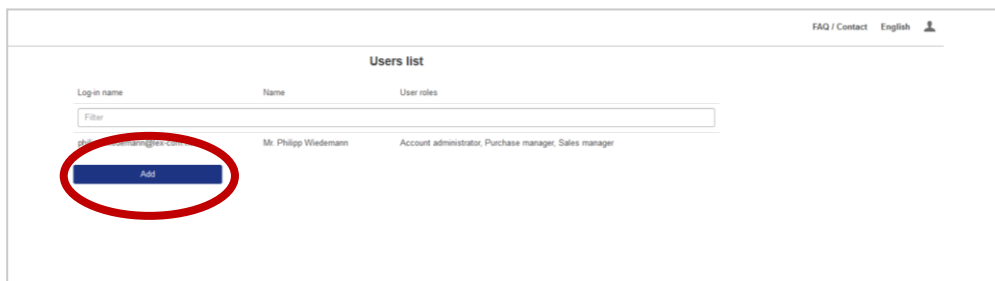 FAQ / Contact English
Users list
Log-in name Name User roles
Filter
Mr. Philipp Wiedemann Account administrator, Purchase manager, Sales manager
Add